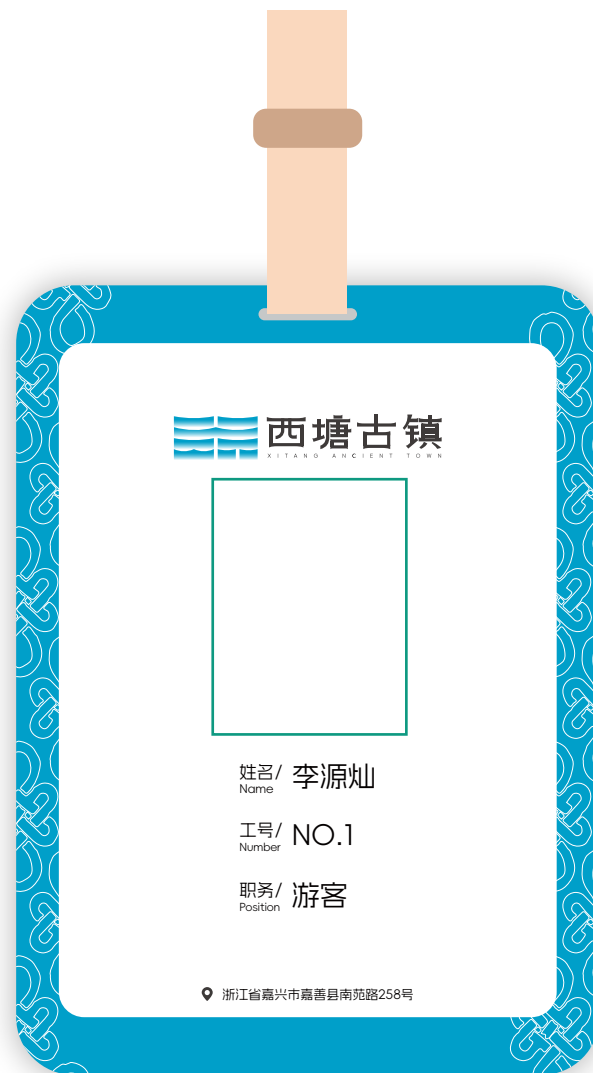 西塘古镇
XITANG ANCIENT TOWN
姓名/ 李源灿
Name
工号/ NO.1
Number
职务/ 游客
Position
浙江省嘉兴市嘉善县南苑路258号